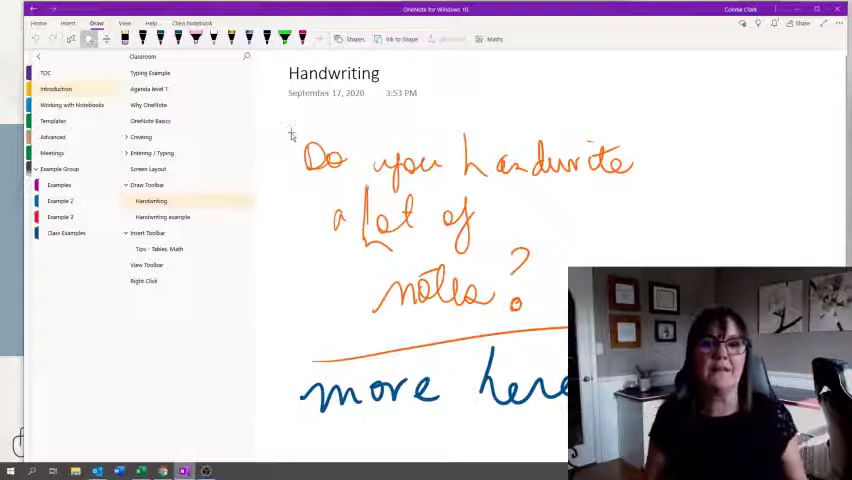 OneNote for Windows 10
Connie Clark
Home Insert Draw View Help Class Notebook
Share
Shapes Ink to Shape Maths
Classroom
TOC
Introduction
Working with Notebooks
Templates
Advanced
Meetings
Example Group
Examples
Example 2
Example 3
Class Examples
Typing Example
Agenda level 1
Why OneNote
OneNote Basics
Creating
Entering / Typing
Screen Layout
Draw Toolbar
Handwriting
Handwriting example
Insert Toolbar
Tips - Tables, Math
View Toolbar
Right Click
Handwriting
September 17, 2020 3:53 PM
Do you handwrite
a Lot of
notes?
more here